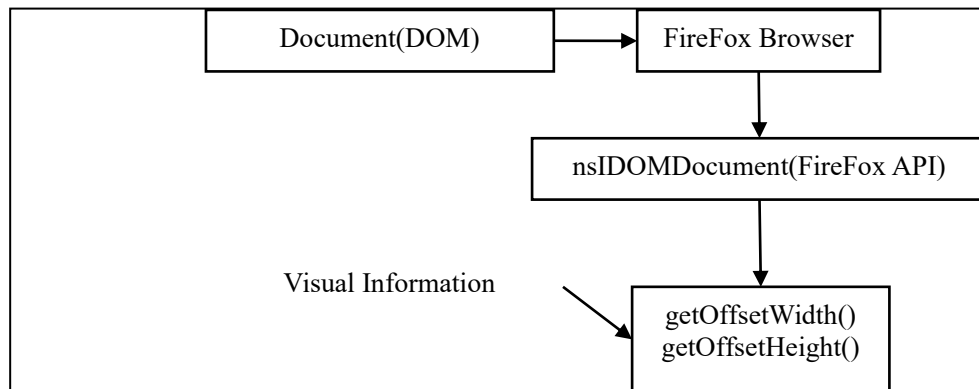 Document(DOM)
FireFox Browser
nsIDOMDocument(FireFox API)
Visual Information
getOffsetWidth()
getOffsetHeight()